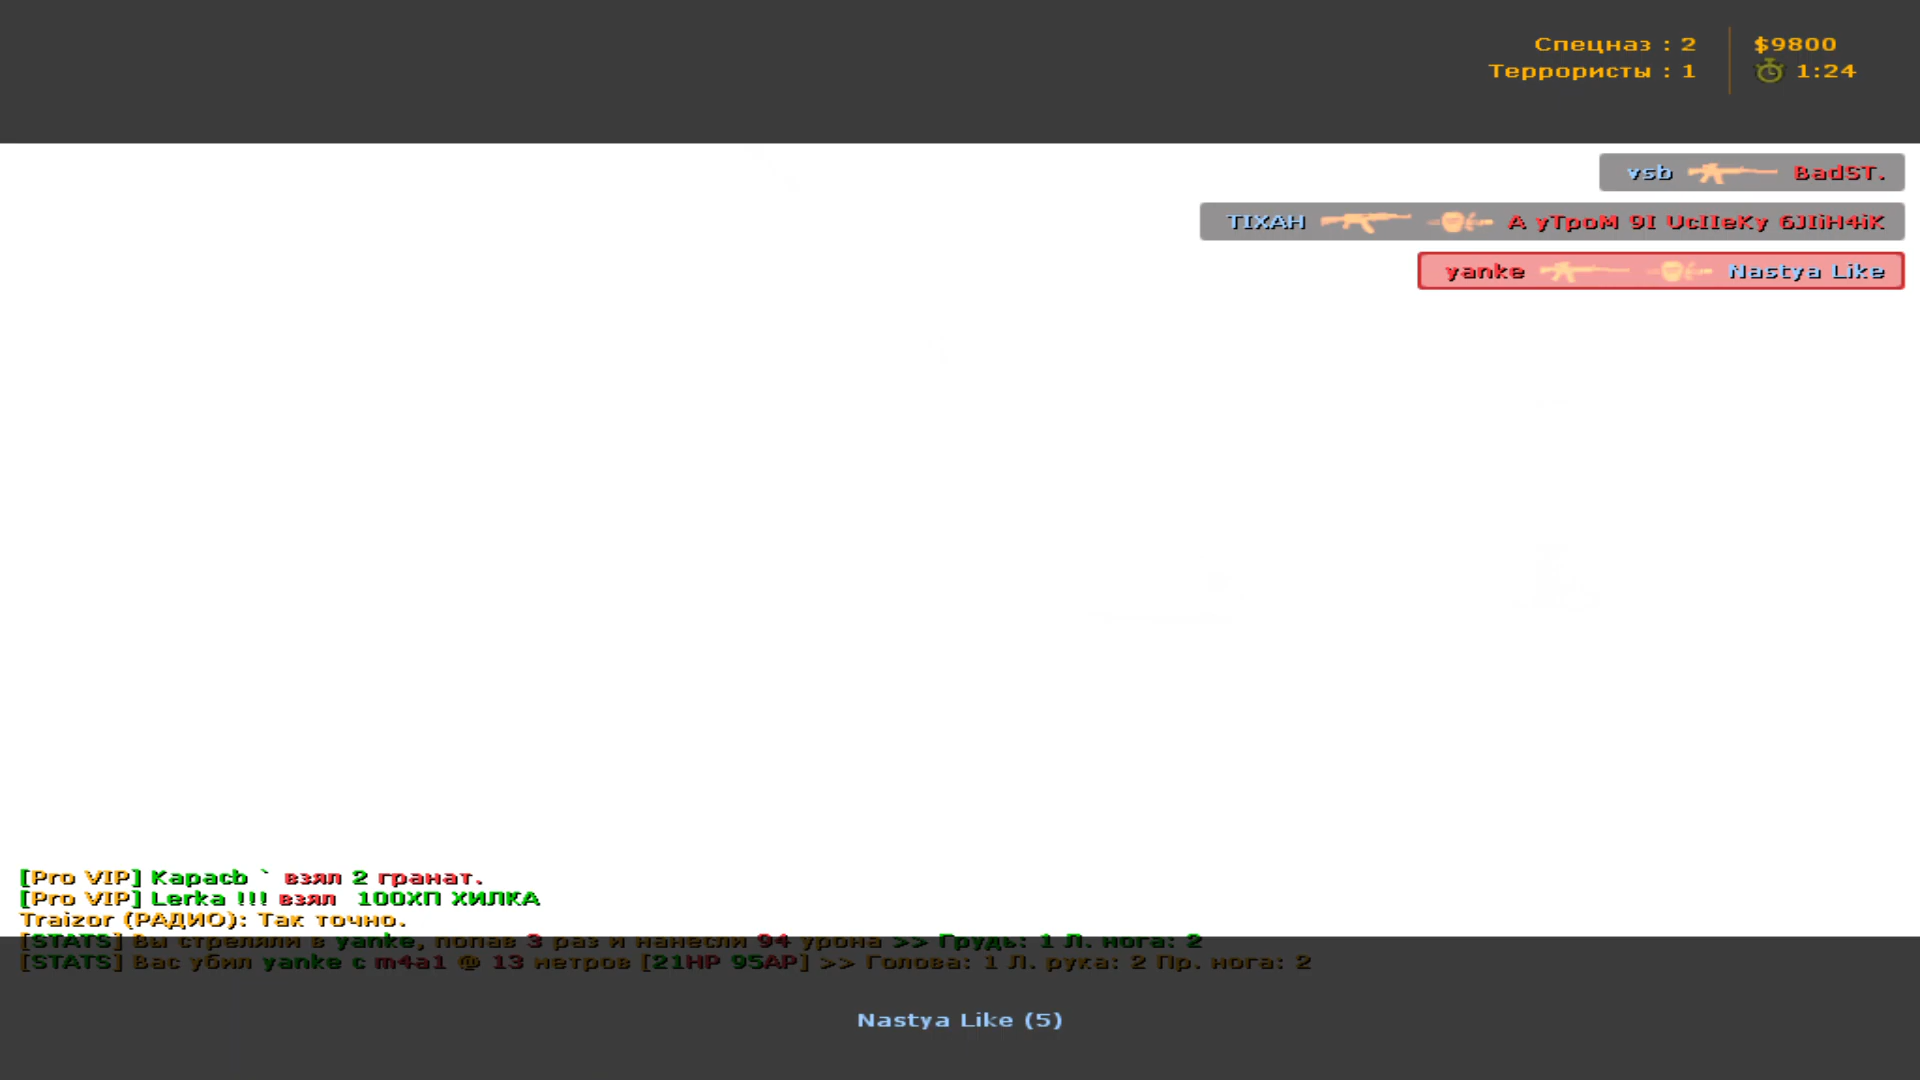 Спецназ : 2
$9800
Террористы : 1
1:24
vsb BadST.
TIXAH А уТроМ 9I UcIIeKy 6JIiH4iK
yanke Nastya Like
[Pro VIP] Kapacb ` взял 2 гранат.
[Pro VIP] Lerka !!! взял 100ХП ХИЛКА
Traizor (РАДИО): Так точно.
[STATS] Вы стреляли в yanke, попав 3 раз и нанесли 94 урона >> Грудь: 1 Л. нога: 2
[STATS] Вас убил yanke с m4a1 @ 13 метров [21HP 95AP] >> Голова: 1 Л. рука: 2 Пр. нога: 2
Nastya Like (5)